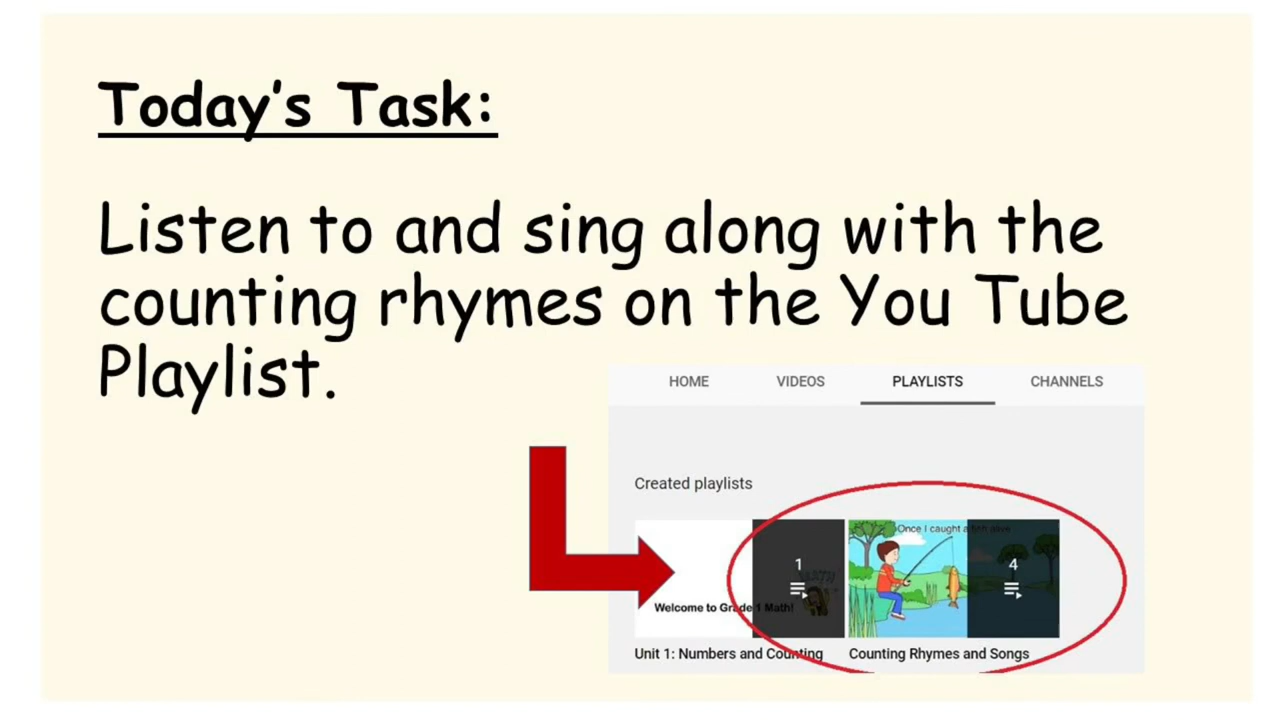 Today's Task:
Listen to and sing along with the
counting rhymes on the You Tube
Playlist.
HOME VIDEOS PLAYLISTS CHANNELS
Created playlists
1
Welcome to Grade 1 Math!
Once I caught a fish alive
4
Unit 1: Numbers and Counting
Counting Rhymes and Songs